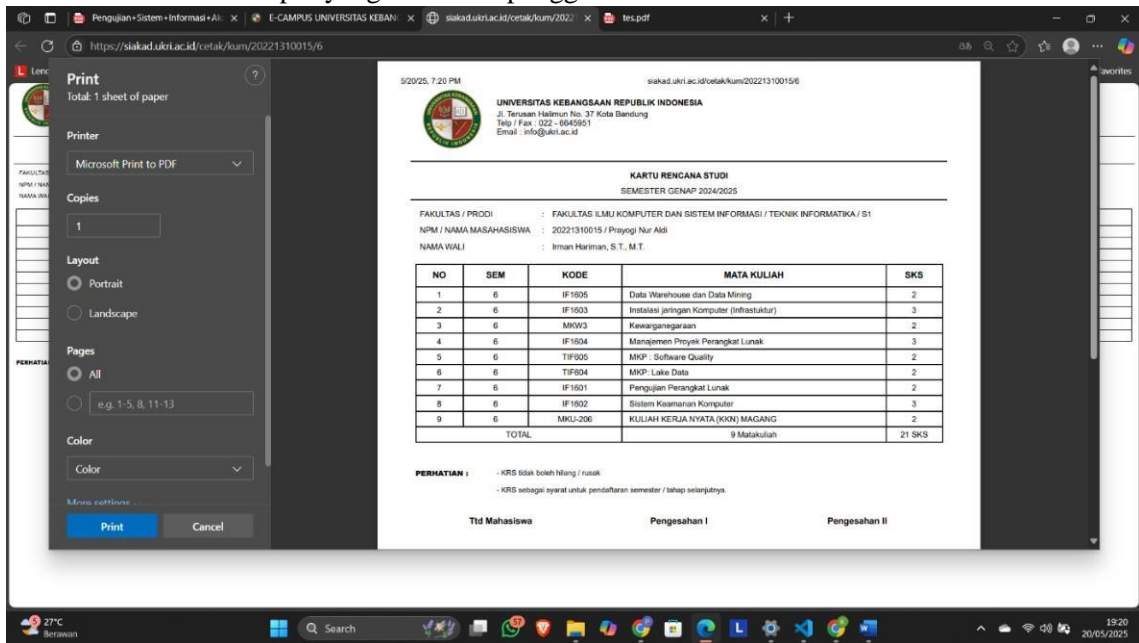 Pengujian+Sistem+Informasi+Ak
E-CAMPUS UNIVERSITAS KEBANG
siakad.ukri.ac.id/cetak/kum/2022
tes.pdf
https://siakad.ukri.ac.id/cetak/kum/20221310015/6
Print
Total: 1 sheet of paper
?
Printer
Microsoft Print to PDF
Copies
1
Layout
Portrait
Landscape
Pages
All
e.g. 1-5, 8, 11-13
Color
Color
More settings
Print Cancel
5/20/25, 7:20 PM siakad.ukri.ac.id/cetak/kum/20221310015/6
UNIVERSITAS KEBANGSAAN REPUBLIK INDONESIA
Jl. Terusan Halimun No. 37 Kota Bandung
Telp / Fax : 022 - 6645951
Email : info@ukri.ac.id
KARTU RENCANA STUDI
SEMESTER GENAP 2024/2025
FAKULTAS / PRODI : FAKULTAS ILMU KOMPUTER DAN SISTEM INFORMASI / TEKNIK INFORMATIKA / S1
NPM / NAMA MASAHASISWA : 20221310015 / Prayogi Nur Aldi
NAMA WALI : Irman Hariman, S.T., M.T.
NO SEM KODE MATA KULIAH SKS
1 6 IF1605 Data Warehouse dan Data Mining 2
2 6 IF1603 Instalasi jaringan Komputer (Infrastuktur) 3
3 6 MKW3 Kewarganegaraan 2
4 6 IF1604 Manajemen Proyek Perangkat Lunak 3
5 6 TIF605 MKP : Software Quality 2
6 6 TIF604 MKP: Lake Data 2
7 6 IF1601 Pengujian Perangkat Lunak 2
8 6 IF1602 Sistem Keamanan Komputer 3
9 6 MKU-206 KULIAH KERJA NYATA (KKN) MAGANG 2
TOTAL 9 Matakuliah 21 SKS
PERHATIAN : - KRS tidak boleh hilang / rusak
- KRS sebagai syarat untuk pendaftaran semester / tahap selanjutnya.
Ttd Mahasiswa Pengesahan I Pengesahan II
27°C
Berawan
Search
19:20
20/05/2025